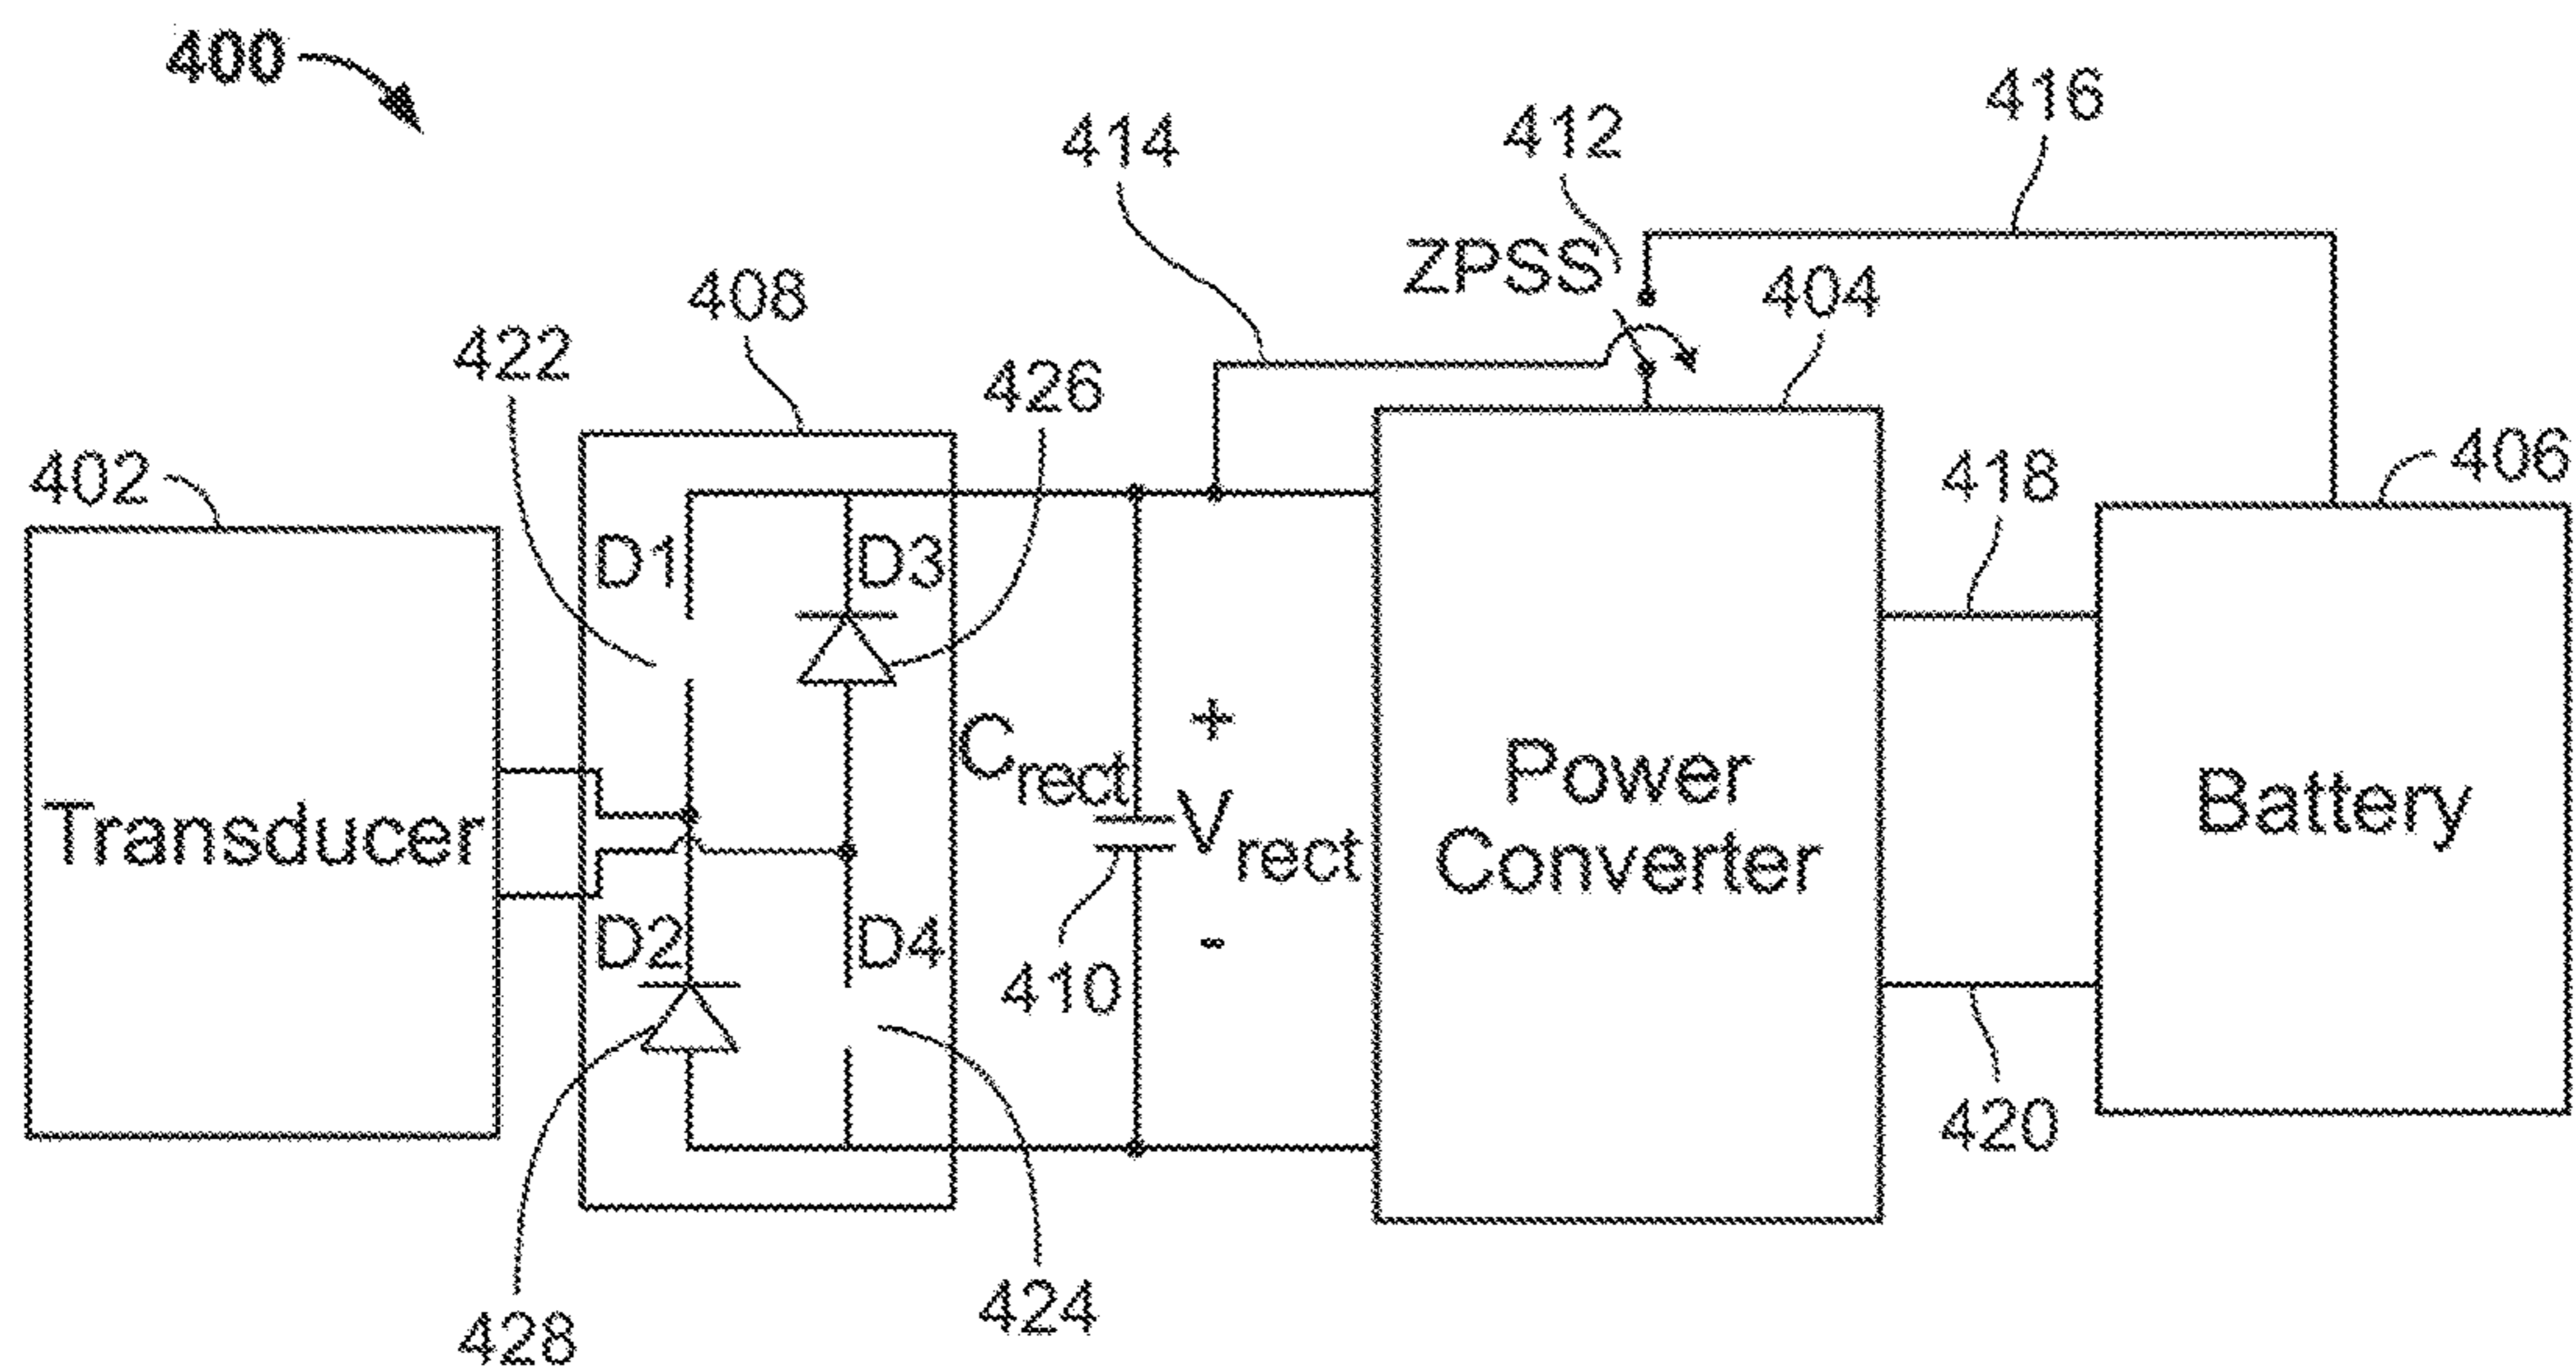 400
416
412
414
ZPSS
404
408
422
426
402
406
418
D1
D3
+
Crect
Vrect
Power
Converter
Transducer
Battery
D2
D4
-
410
420
424
428